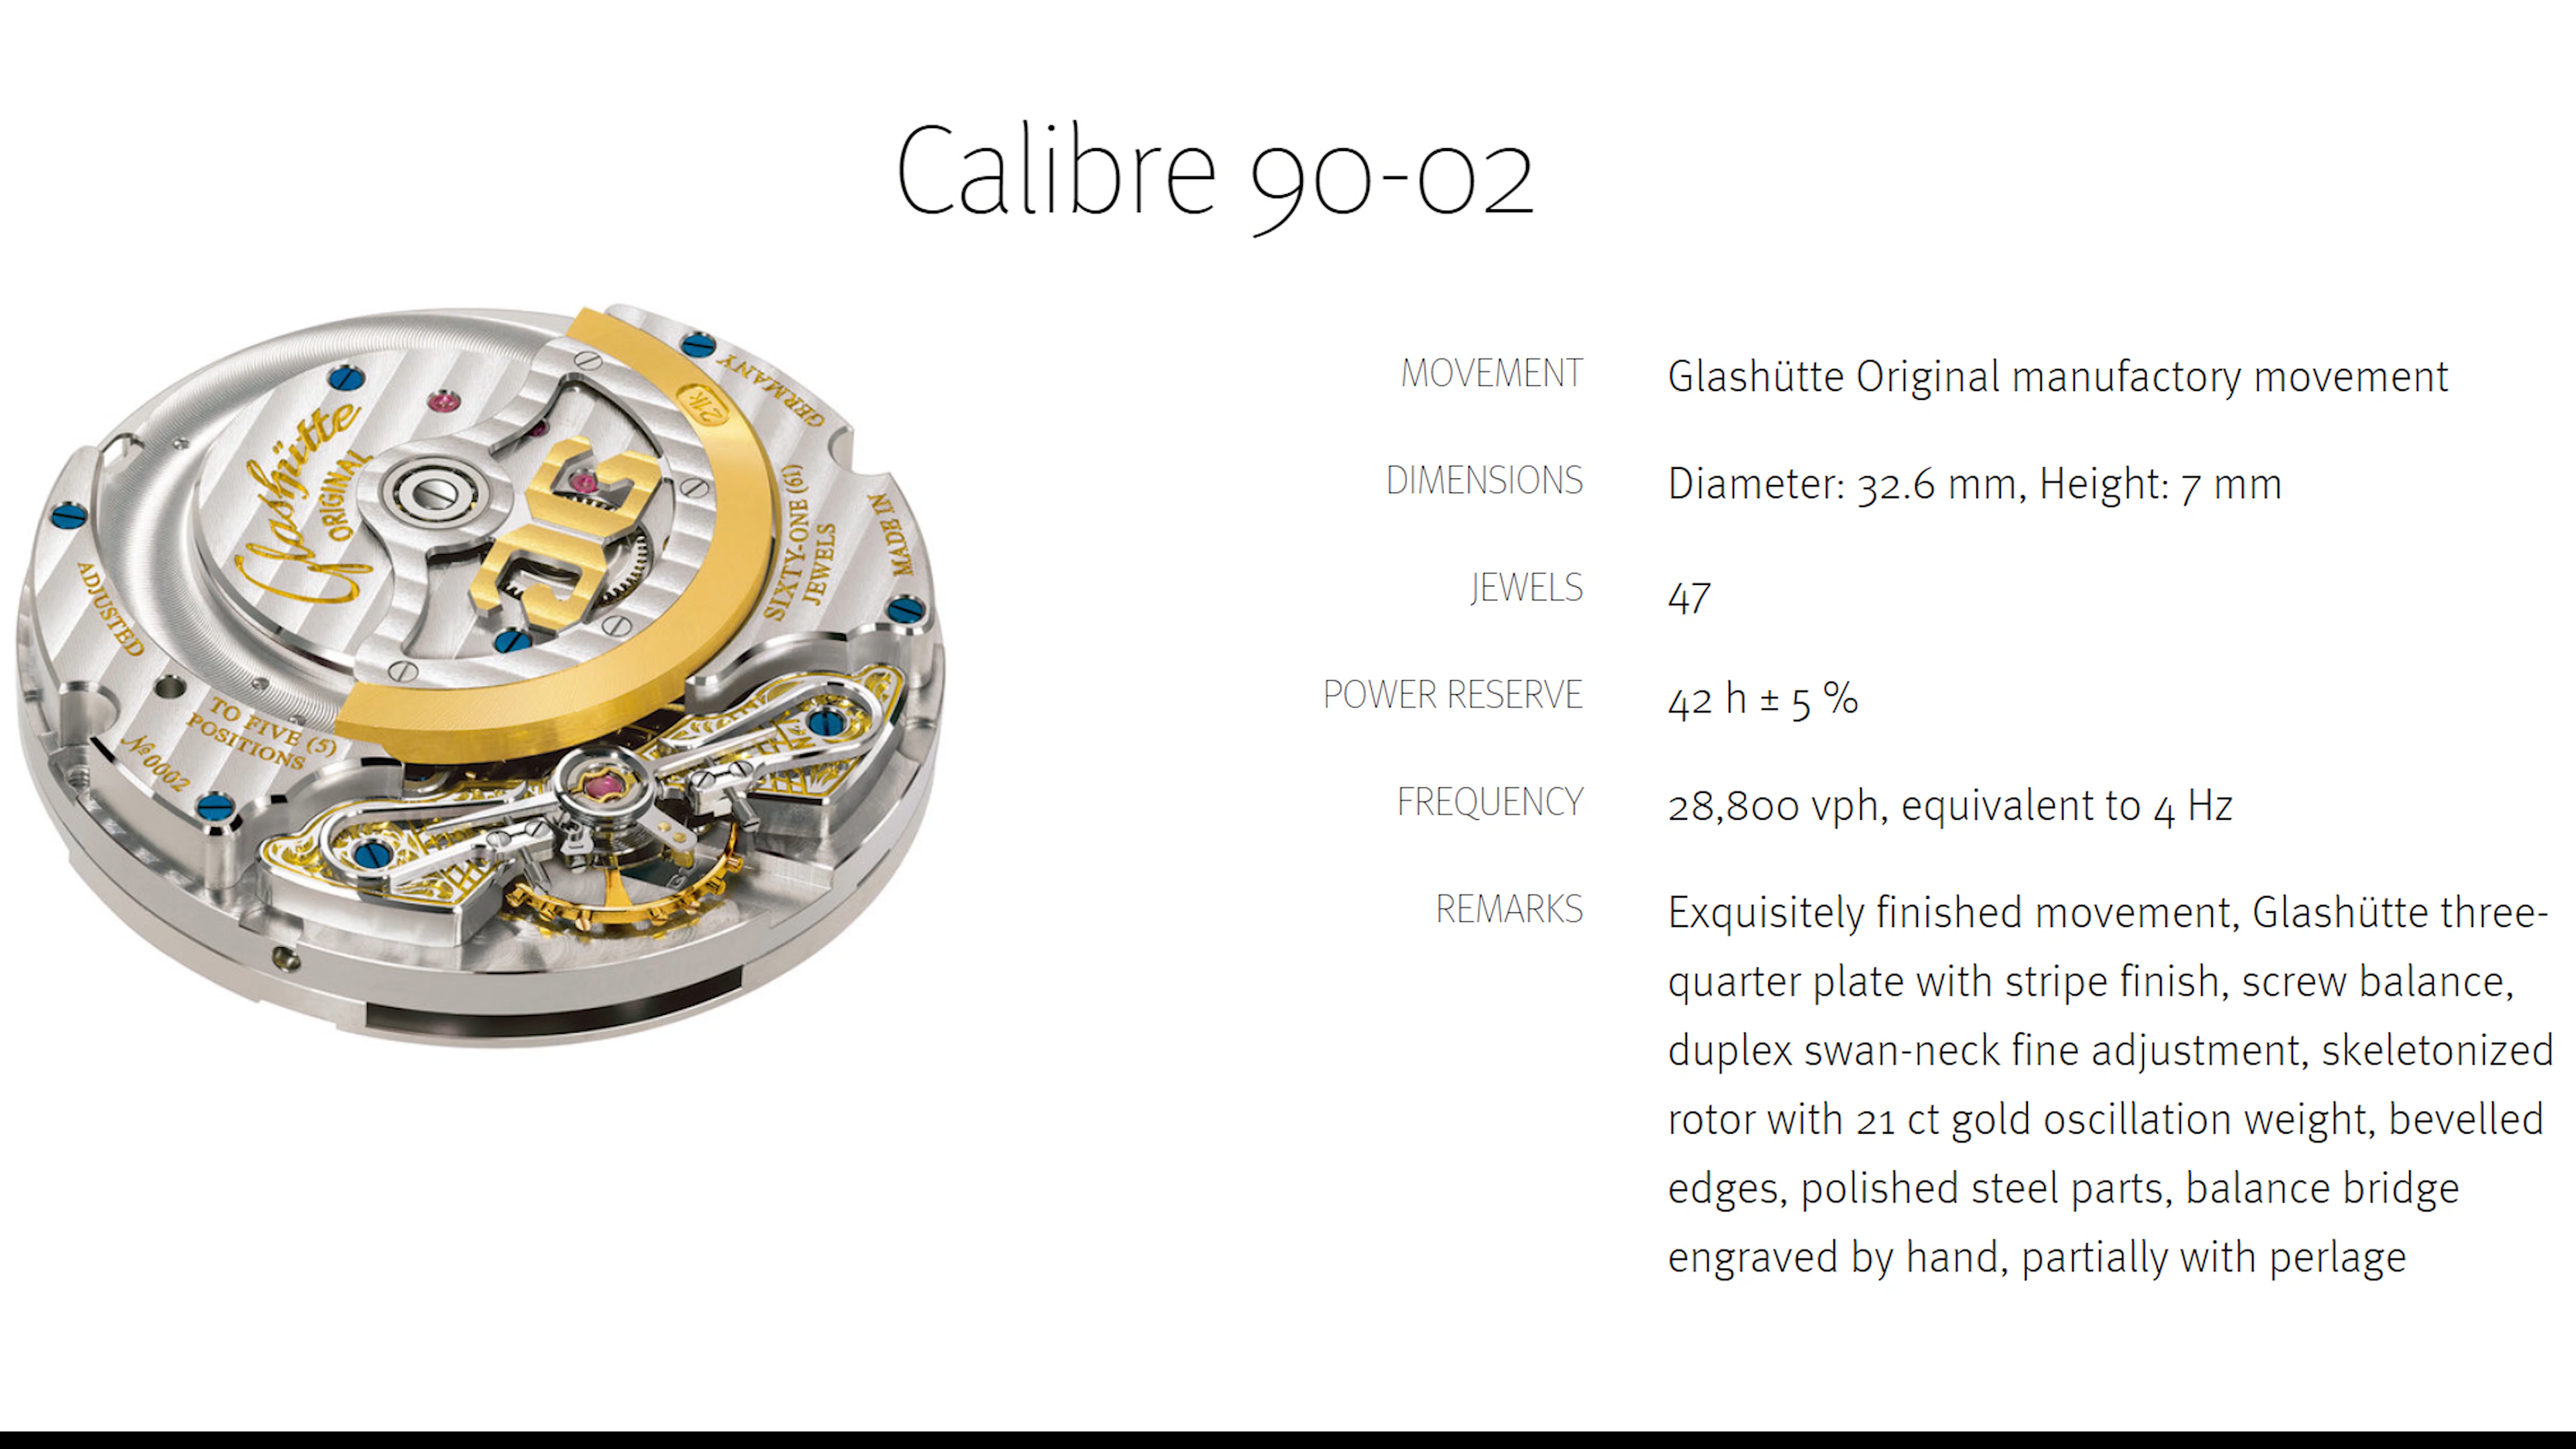 Calibre 90-02
MOVEMENT
Glashütte Original manufactory movement
DIMENSIONS
Diameter: 32.6 mm, Height: 7 mm
JEWELS
47
POWER RESERVE
42 h ± 5 %
FREQUENCY
28,800 vph, equivalent to 4 Hz
REMARKS
Exquisitely finished movement, Glashütte three-
quarter plate with stripe finish, screw balance,
duplex swan-neck fine adjustment, skeletonized
rotor with 21 ct gold oscillation weight, bevelled
edges, polished steel parts, balance bridge
engraved by hand, partially with perlage
Glashütte
ORIGINAL
21k
GERMANY
MADE IN
SIXTY-ONE (61)
JEWELS
ADJUSTED
TO FIVE (5)
POSITIONS
No 0002